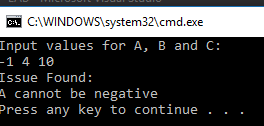 C:\WINDOWS\system32\cmd.exe
Input values for A, B and C:
-1 4 10
Issue Found:
A cannot be negative
Press any key to continue . . .